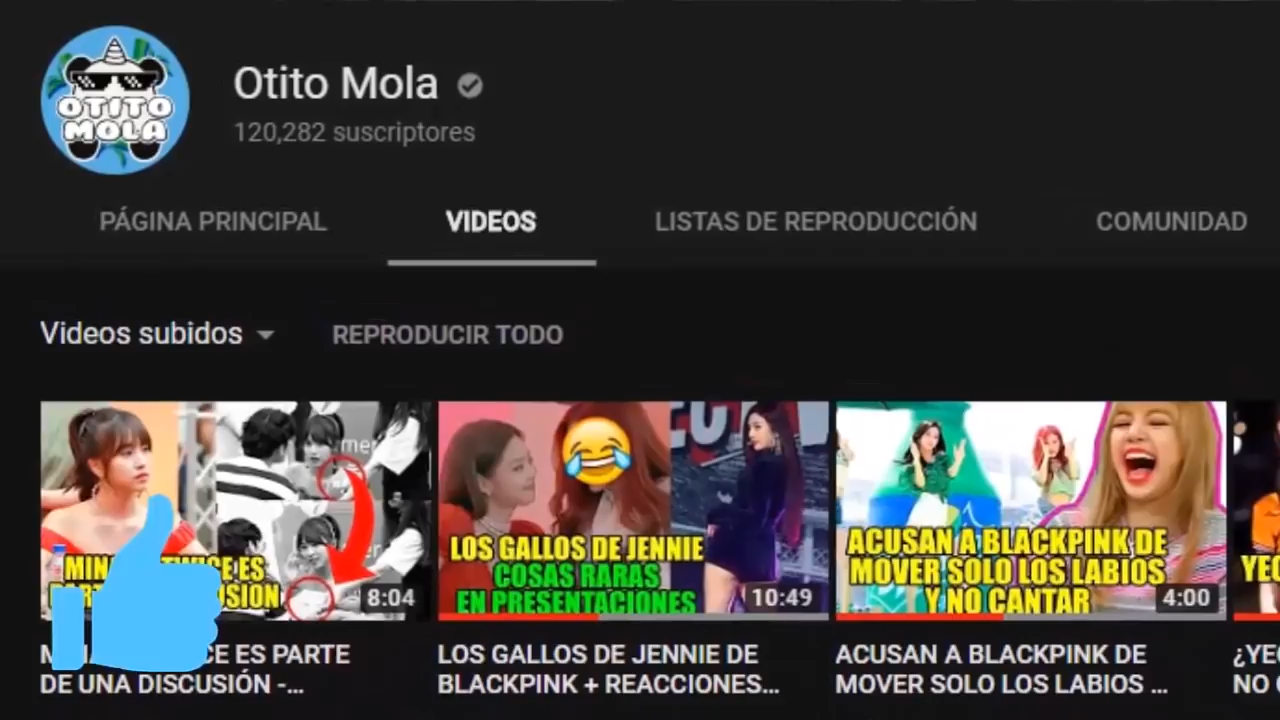 OTITO
MOLA
Otito Mola
120,282 suscriptores
PÁGINA PRINCIPAL
VIDEOS
LISTAS DE REPRODUCCIÓN
COMUNIDAD
Videos subidos
REPRODUCIR TODO
8:04
LOS GALLOS DE JENNIE
COSAS RARAS
EN PRESENTACIONES
10:49
ACUSAN A BLACKPINK DE
MOVER SOLO LOS LABIOS
Y NO CANTAR
4:00
CE ES PARTE
DE UNA DISCUSIÓN -...
LOS GALLOS DE JENNIE DE
BLACKPINK + REACCIONES...
ACUSAN A BLACKPINK DE
MOVER SOLO LOS LABIOS ...